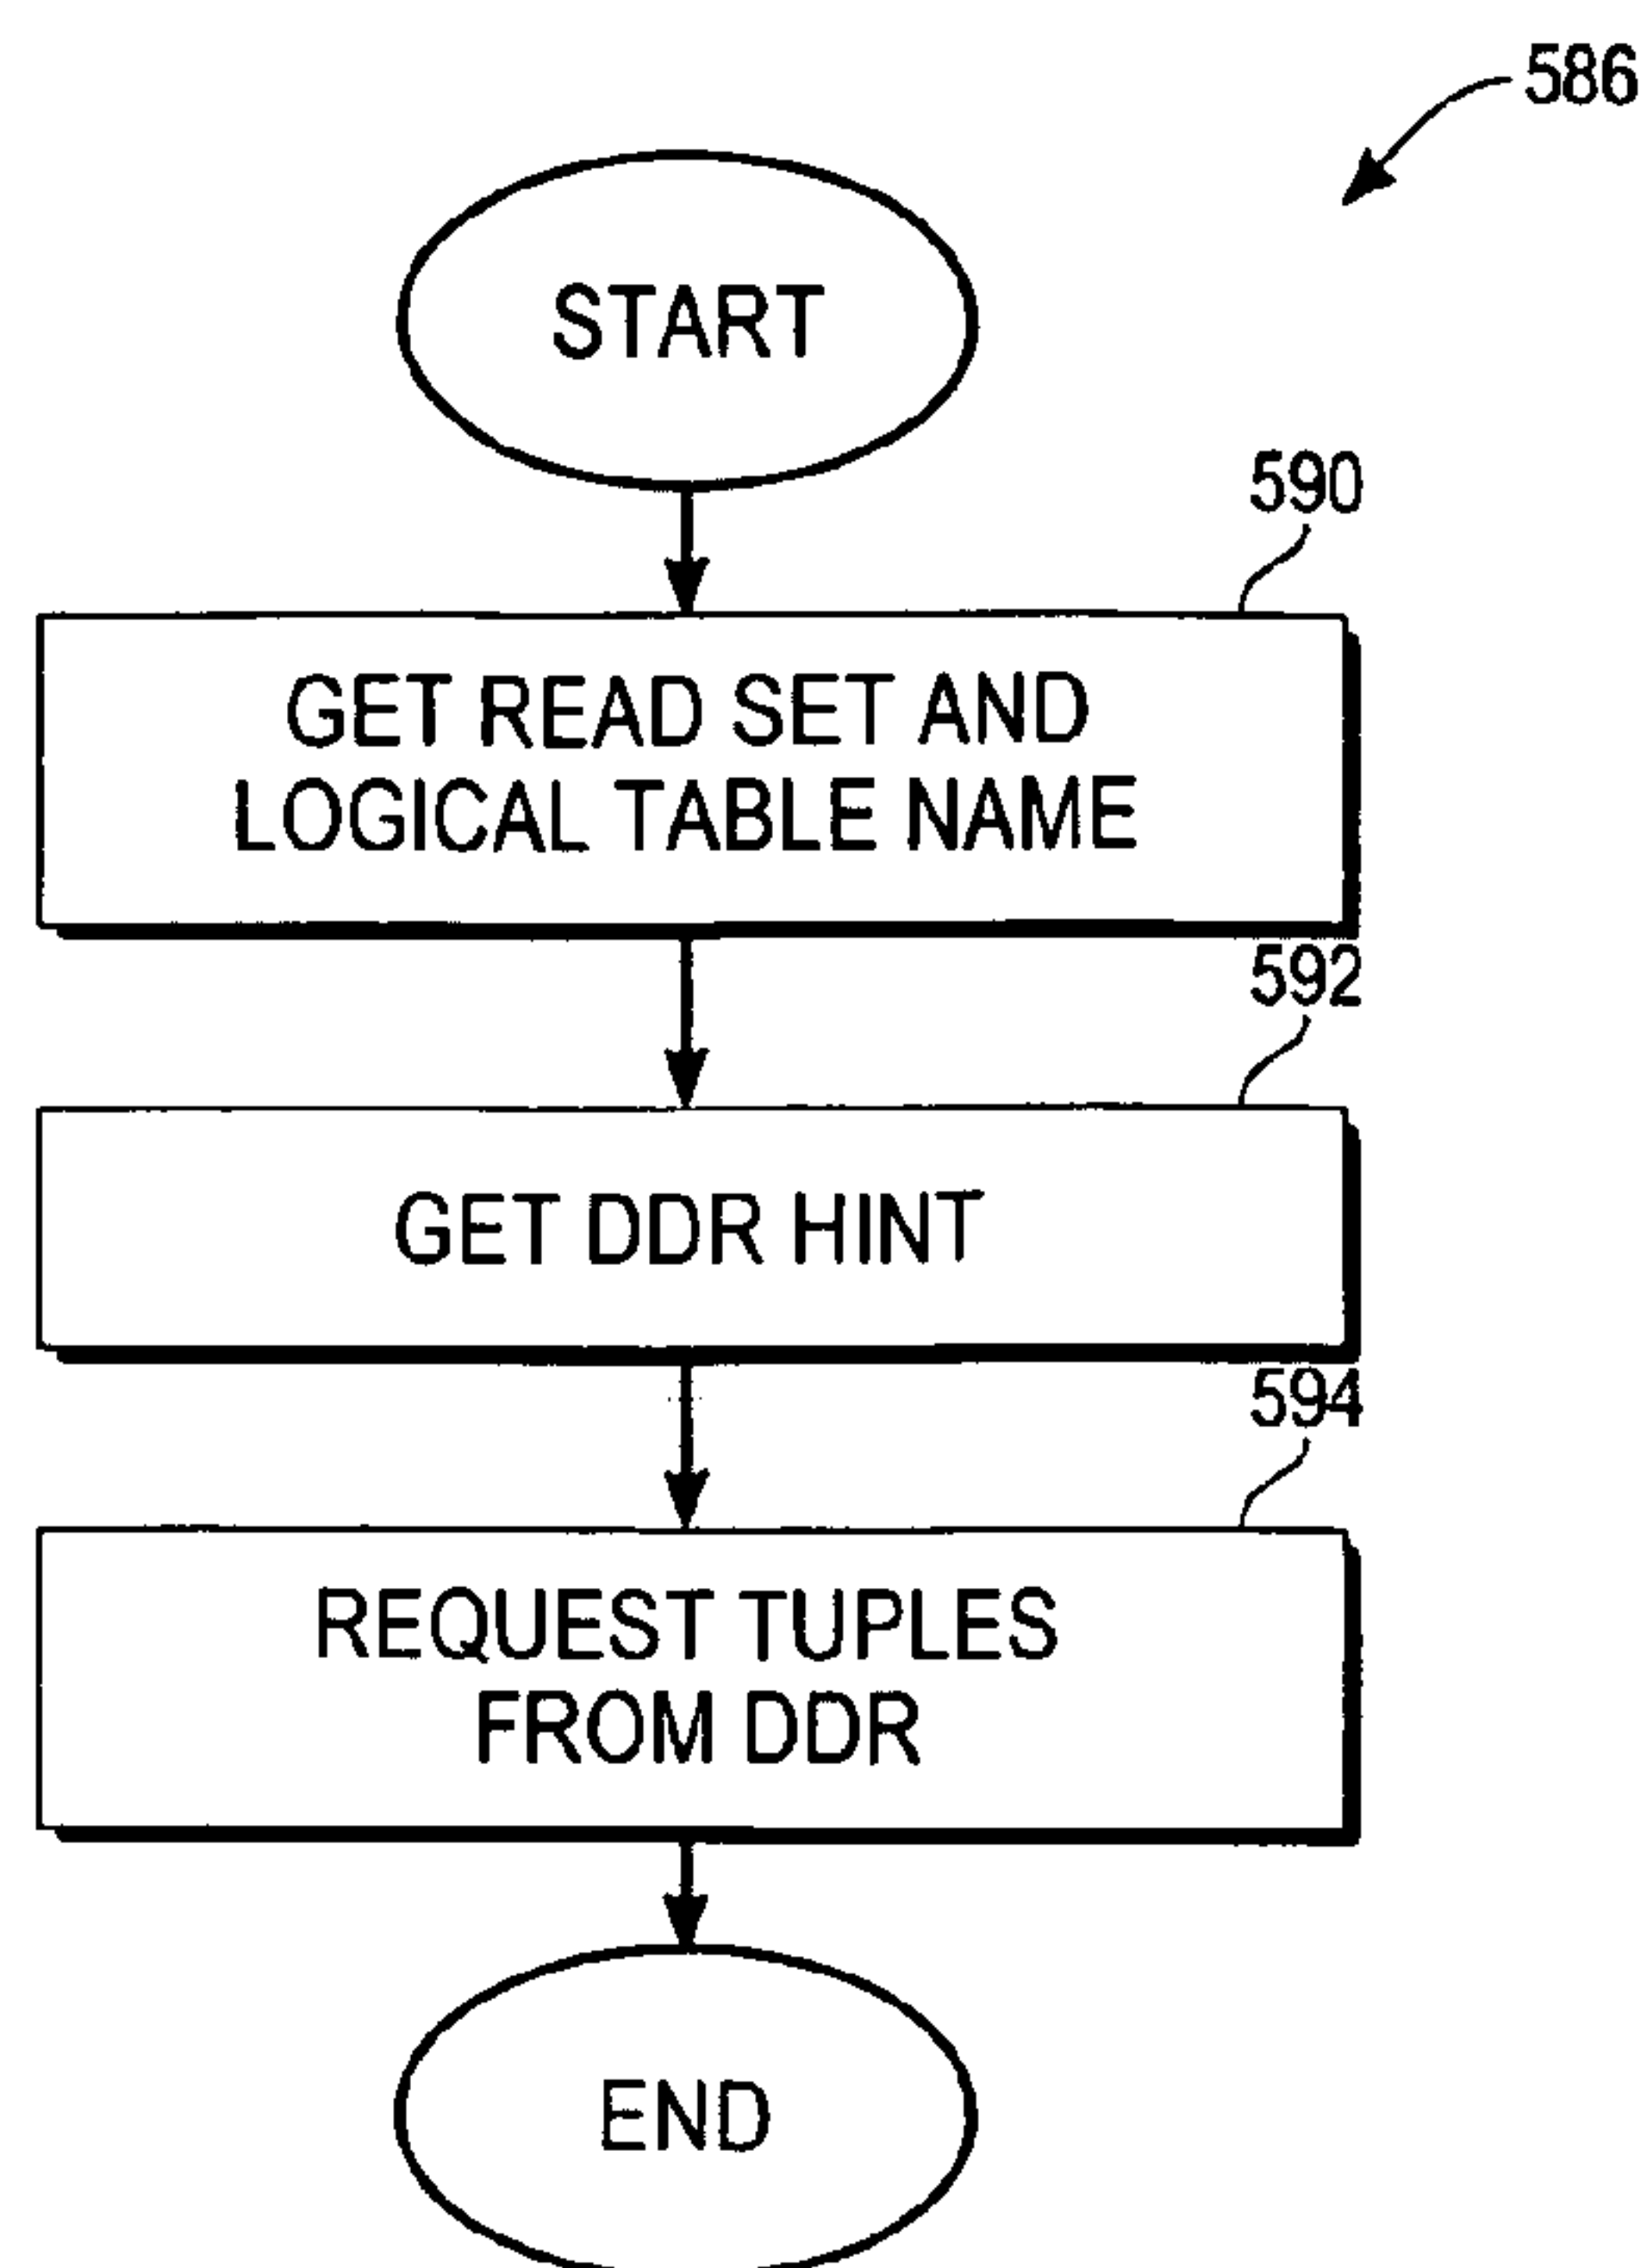 586
START
590
GET READ SET AND
LOGICAL TABLE NAME
592
GET DDR HINT
594
REQUEST TUPLES
FROM DDR
END